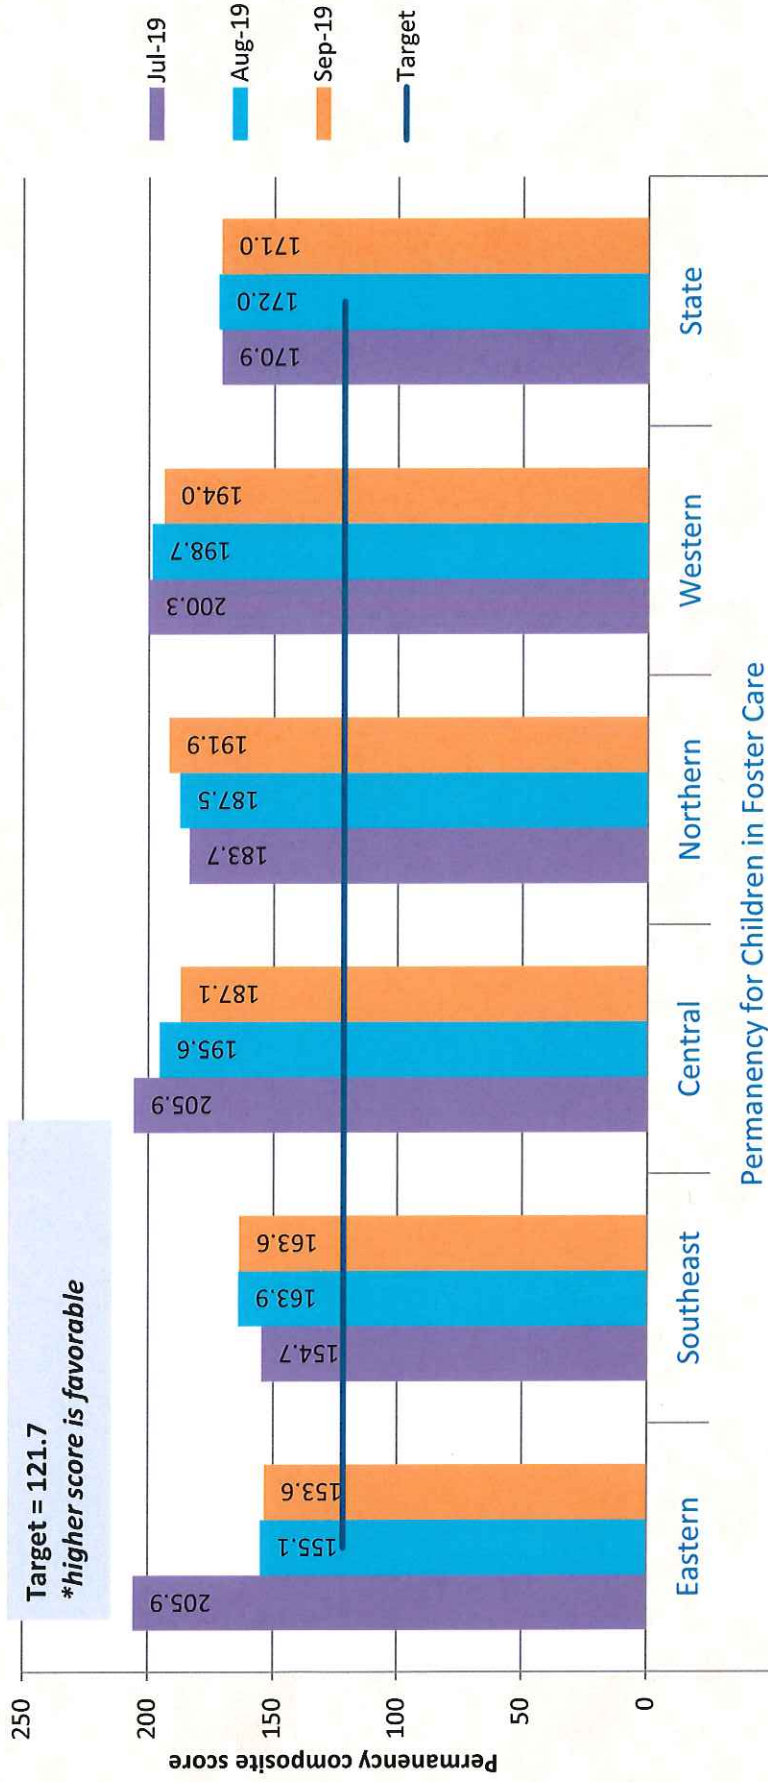 Target = 121.7
*higher score is favorable
Permanency composite score
250
200
150
100
50
0
205.9
155.1
153.6
154.7
163.9
163.6
205.9
195.6
187.1
183.7
187.5
191.9
200.3
198.7
194.0
170.9
172.0
171.0
Eastern
Southeast
Central
Northern
Western
State
Permanency for Children in Foster Care
Jul-19
Aug-19
Sep-19
Target